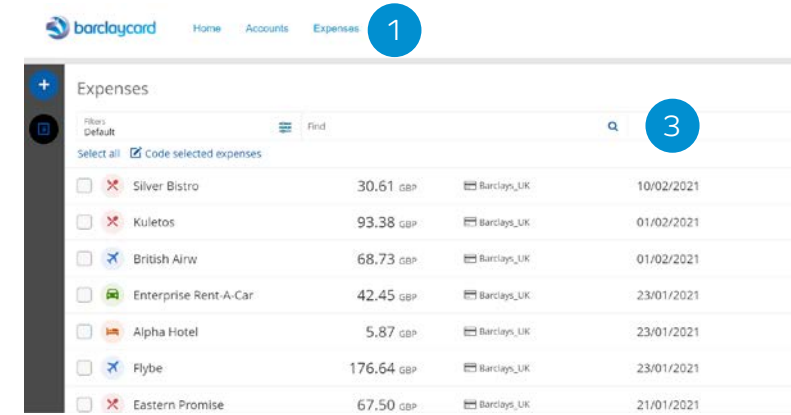 barclaycard Home Accounts Expenses 1
Expenses
Filters
Default Find 3
Select all Code selected expenses
Silver Bistro 30.61 GBP Barclays_UK 10/02/2021
Kuletos 93.38 GBP Barclays_UK 01/02/2021
British Airw 68.73 GBP Barclays_UK 01/02/2021
Enterprise Rent-A-Car 42.45 GBP Barclays_UK 23/01/2021
Alpha Hotel 5.87 GBP Barclays_UK 23/01/2021
Flybe 176.64 GBP Barclays_UK 23/01/2021
Eastern Promise 67.50 GBP Barclays_UK 21/01/2021